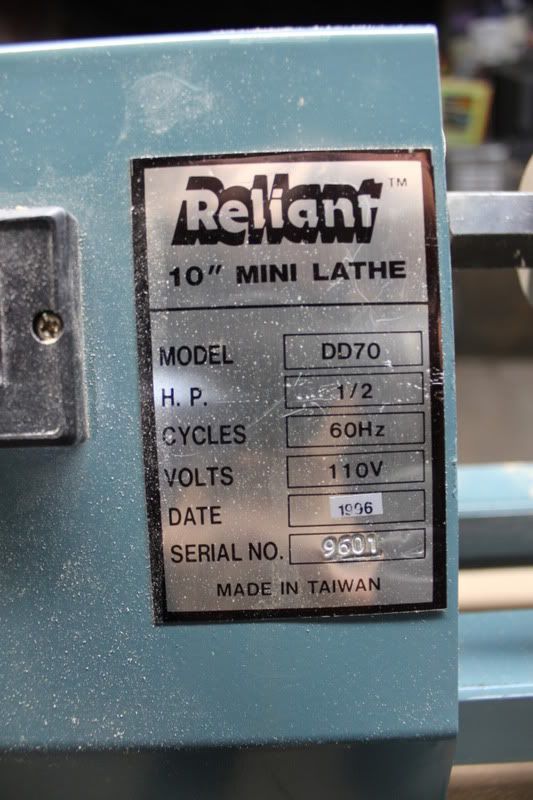 Reliant™
10" MINI LATHE
MODEL DD70
H. P. 1/2
CYCLES 60Hz
VOLTS 110V
DATE 1996
SERIAL NO. 9601
MADE IN TAIWAN